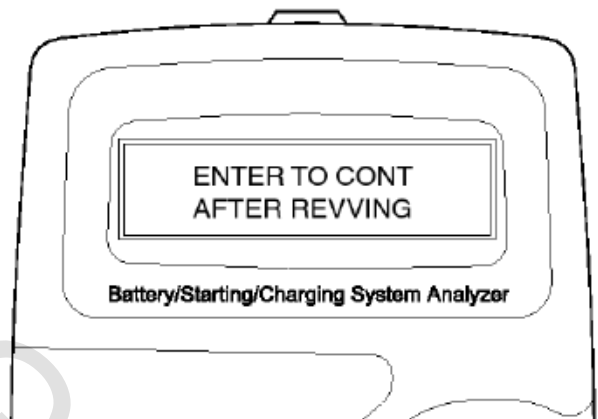 ENTER TO CONT
AFTER REVVING
Battery/Starting/Charging System Analyzer